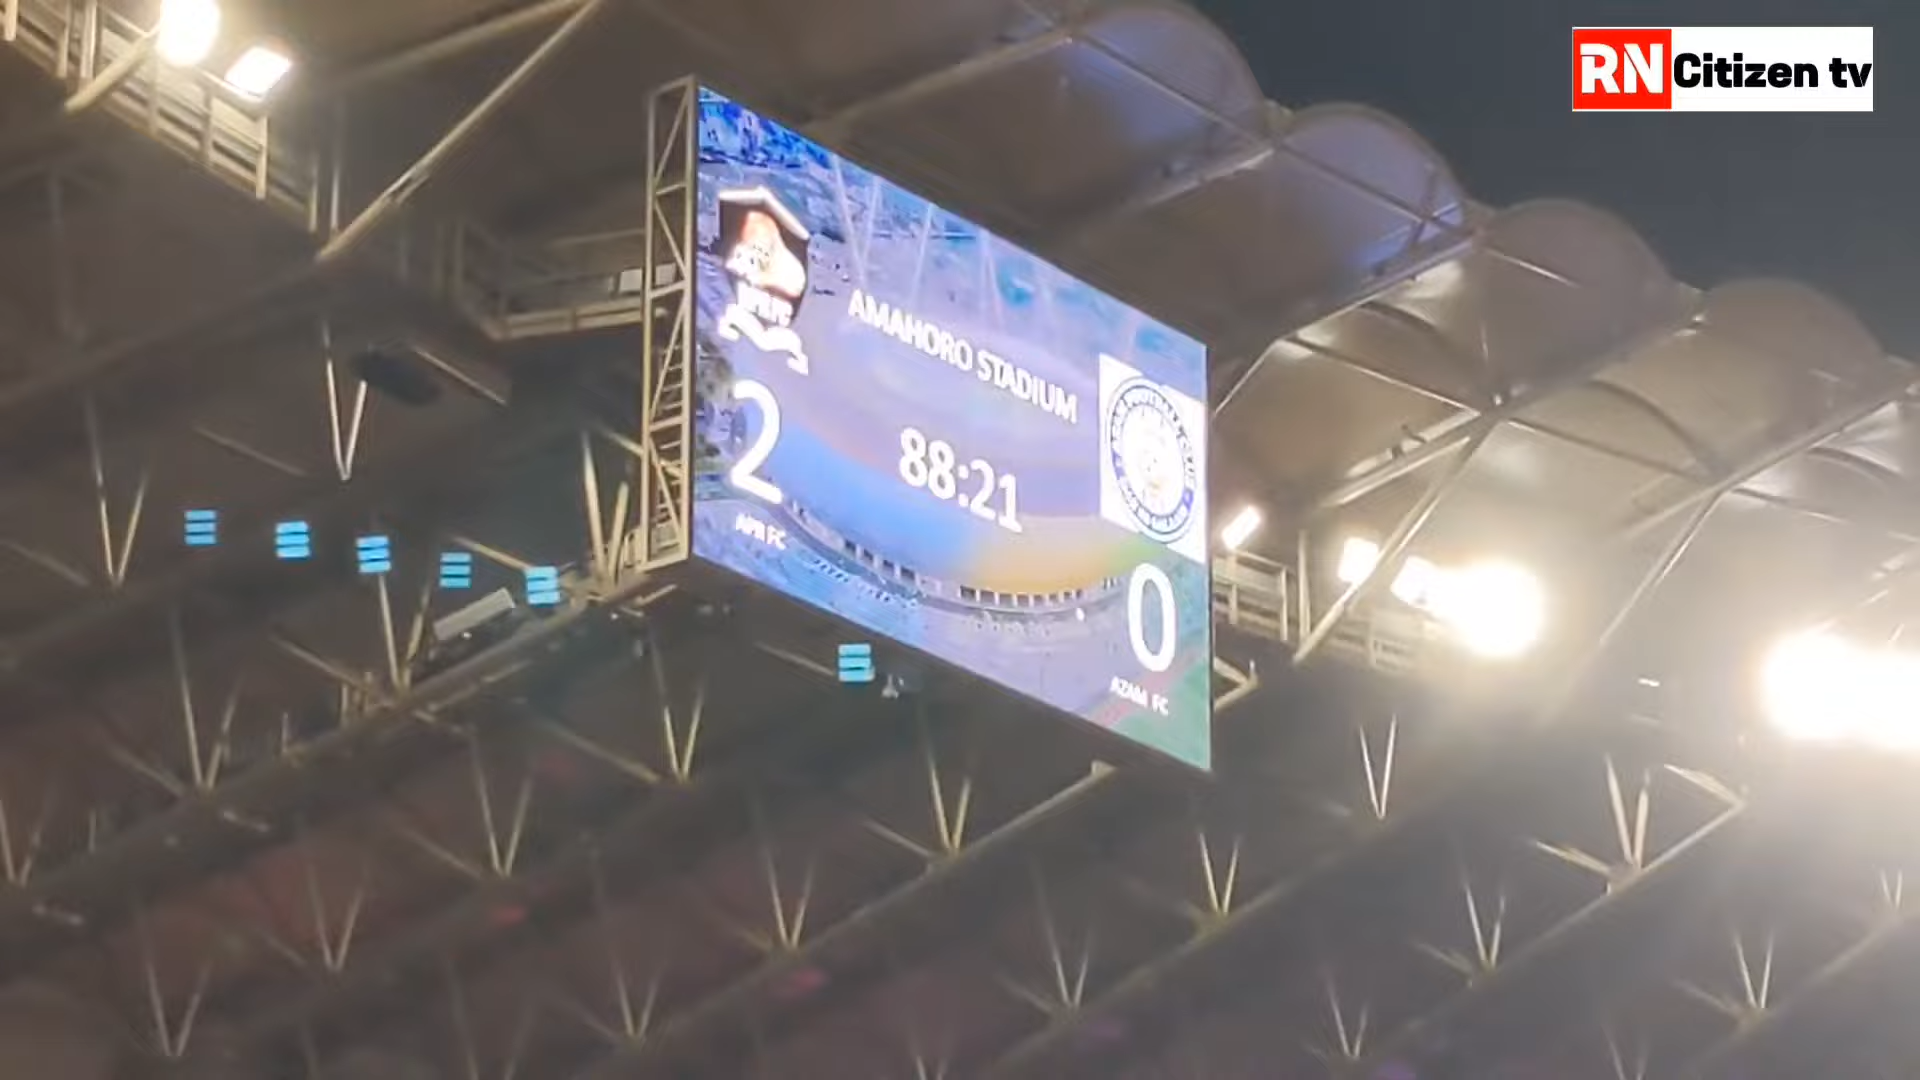 RN Citizen tv
AMAHORO STADIUM
2
88:21
0
APR FC
AZAM FC